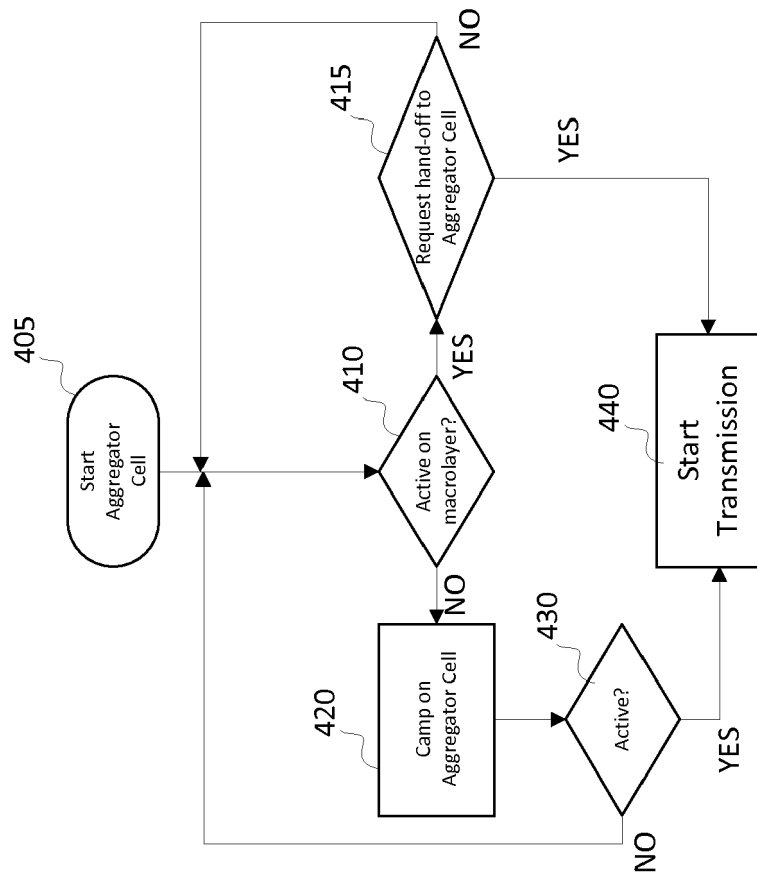 405
Start
Aggregator
Cell
410
Active on
macrolayer?
YES
NO
415
Request hand-off to
Aggregator Cell
NO
YES
420
Camp on
Aggregator Cell
430
Active?
NO
YES
440
Start
Transmission